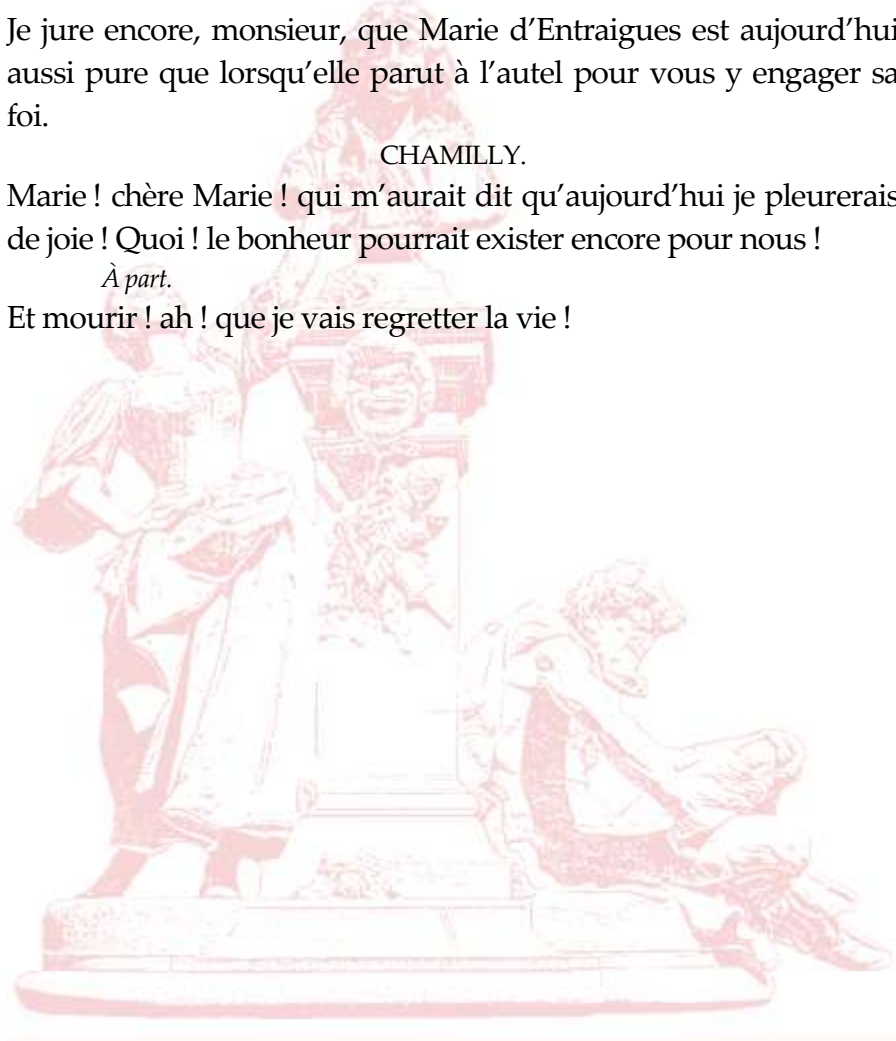 Je jure encore, monsieur, que Marie d’Entraigues est aujourd’hui
aussi pure que lorsqu’elle parut à l’autel pour vous y engager sa
foi.
CHAMILLY.
Marie ! chère Marie ! qui m’aurait dit qu’aujourd’hui je pleurerais
de joie ! Quoi ! le bonheur pourrait exister encore pour nous !
À part.
Et mourir ! ah ! que je vais regretter la vie !